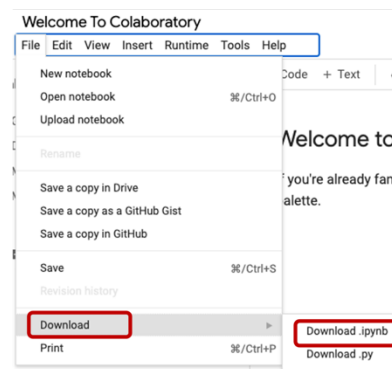 Welcome To Colaboratory
File Edit View Insert Runtime Tools Help
Code + Text
New notebook
Open notebook ⌘/Ctrl+O
Upload notebook
Rename
Welcome to
Save a copy in Drive
f you're already fan
Save a copy as a GitHub Gist
alette.
Save a copy in GitHub
Save ⌘/Ctrl+S
Revision history
Download
Download .ipynb
Print ⌘/Ctrl+P
Download .py